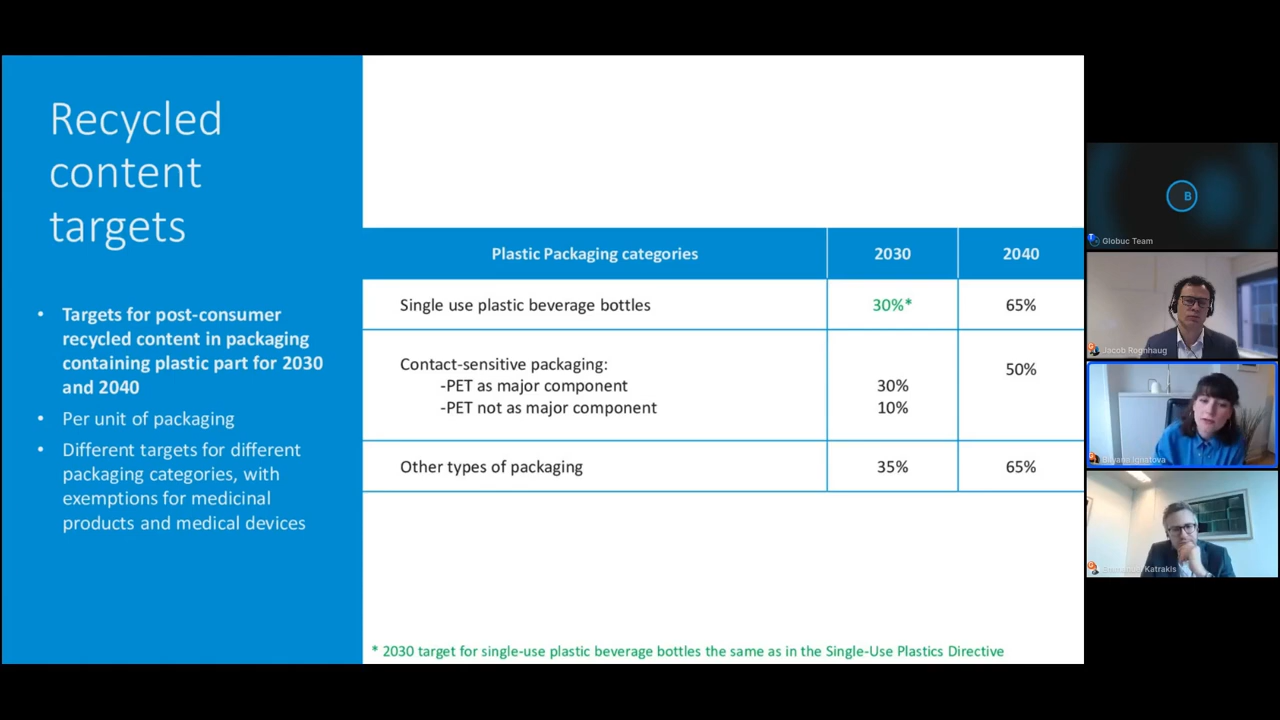 Recycled
content
targets
• Targets for post-consumer
recycled content in packaging
containing plastic part for 2030
and 2040
• Per unit of packaging
• Different targets for different
packaging categories, with
exemptions for medicinal
products and medical devices
Plastic Packaging categories 2030 2040
Single use plastic beverage bottles 30%* 65%
Contact-sensitive packaging: 50%
-PET as major component 30%
-PET not as major component 10%
Other types of packaging 35% 65%
* 2030 target for single-use plastic beverage bottles the same as in the Single-Use Plastics Directive
B
Globuc Team
Jacob Rognhaug
Ignatova
Katrakis